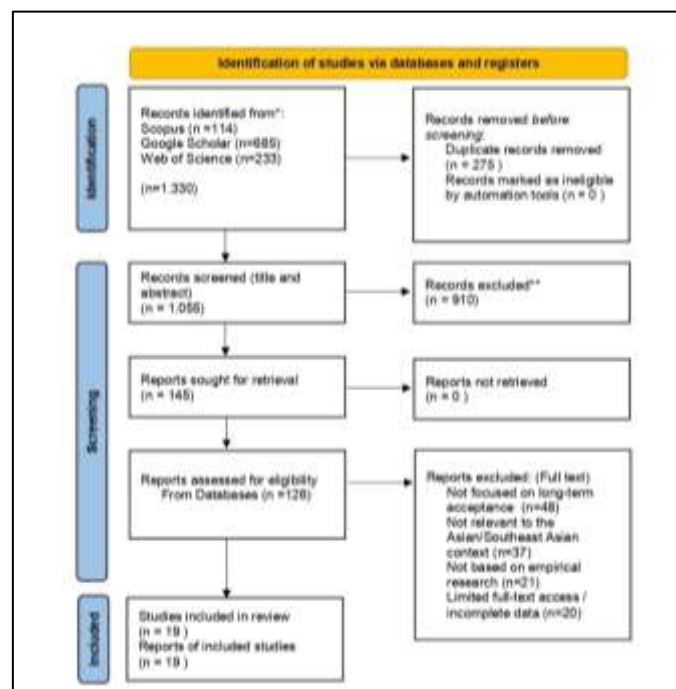 Identification of studies via databases and registers
Identification
Records identified from*:
Scopus (n =114)
Google Scholar (n=685)
Web of Science (n=233)
(n=1.330)
Records removed before
screening:
Duplicate records removed
(n = 275 )
Records marked as ineligible
by automation tools (n = 0 )
Screening
Records screened (title and
abstract)
(n = 1.055)
Records excluded**
(n = 910)
Reports sought for retrieval
(n = 145)
Reports not retrieved
(n = 0 )
Reports assessed for eligibility
From Databases (n =126)
Reports excluded: (Full text)
Not focused on long-term
acceptance (n=48)
Not relevant to the
Asian/Southeast Asian
context (n=37)
Not based on empirical
research (n=21)
Limited full-text access /
incomplete data (n=20)
Included
Studies included in review
(n = 19 )
Reports of included studies
(n = 19 )